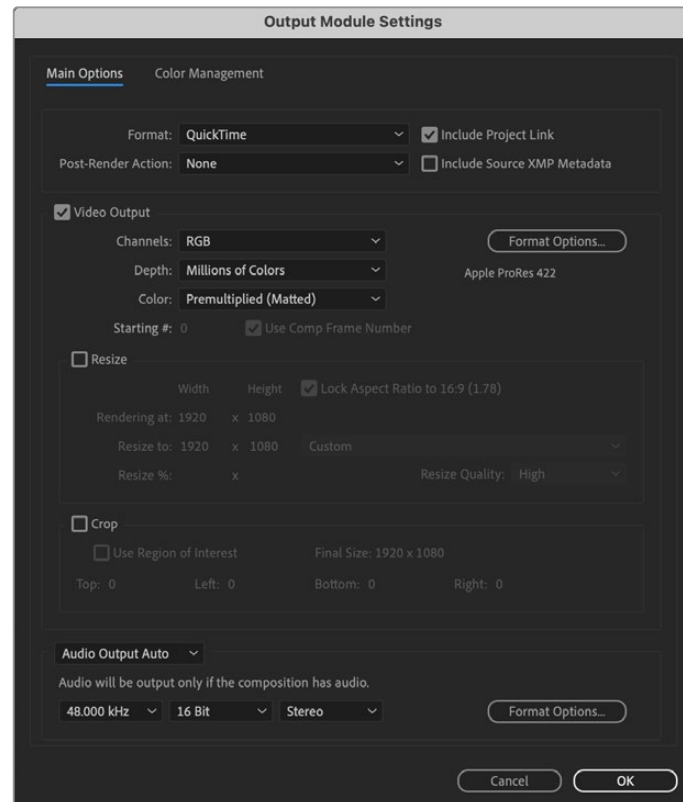 Output Module Settings
Main Options Color Management
Format: QuickTime Include Project Link
Post-Render Action: None Include Source XMP Metadata
Video Output
Channels: RGB Format Options...
Depth: Millions of Colors Apple ProRes 422
Color: Premultiplied (Matted)
Starting #: 0 Use Comp Frame Number
Resize
Width Height Lock Aspect Ratio to 16:9 (1.78)
Rendering at: 1920 x 1080
Resize to: 1920 x 1080 Custom
Resize %: x Resize Quality: High
Crop
Use Region of Interest Final Size: 1920 x 1080
Top: 0 Left: 0 Bottom: 0 Right: 0
Audio Output Auto
Audio will be output only if the composition has audio.
48.000 kHz 16 Bit Stereo Format Options...
Cancel OK